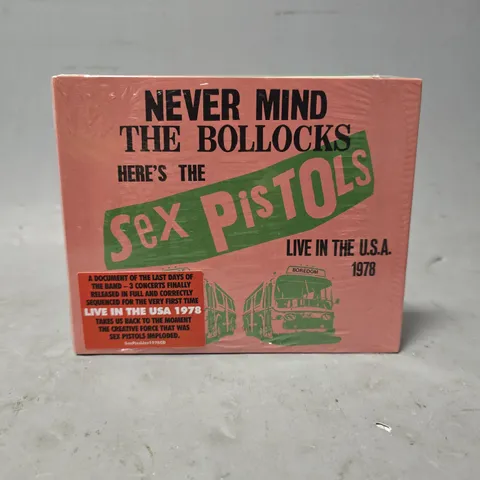 NEVER MIND
THE BOLLOCKS
HERE'S THE
Sex PiSTOLS
LIVE IN THE U.S.A.
1978
BOREDOM
A DOCUMENT OF THE LAST DAYS OF
THE BAND – 3 CONCERTS FINALLY
RELEASED IN FULL AND CORRECTLY
SEQUENCED FOR THE VERY FIRST TIME
LIVE IN THE USA 1978
TAKES US BACK TO THE MOMENT
THE CREATIVE FORCE THAT WAS
SEX PISTOLS IMPLODED.